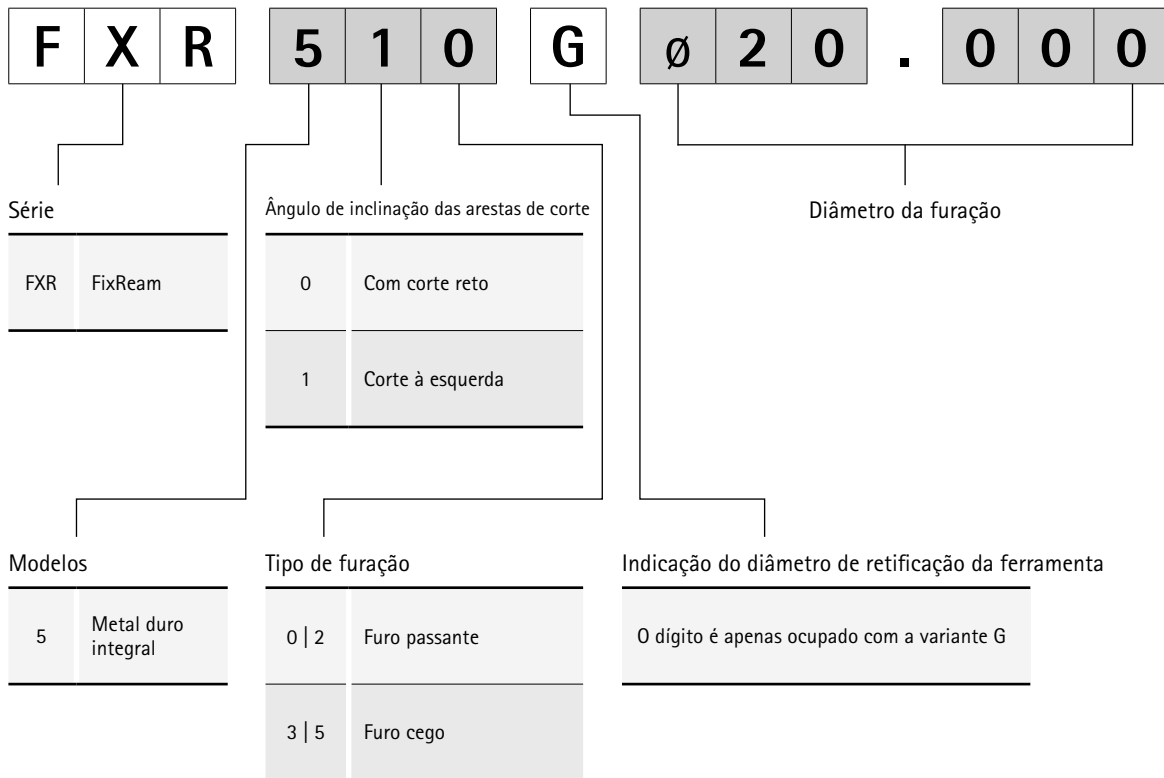 F X R 5 1 0 G ø 2 0 . 0 0 0
Série
FXR FixReam
Ângulo de inclinação das arestas de corte
0 Com corte reto
1 Corte à esquerda
Diâmetro da furação
Modelos
5 Metal duro
integral
Tipo de furação
0 | 2 Furo passante
3 | 5 Furo cego
Indicação do diâmetro de retificação da ferramenta
O dígito é apenas ocupado com a variante G